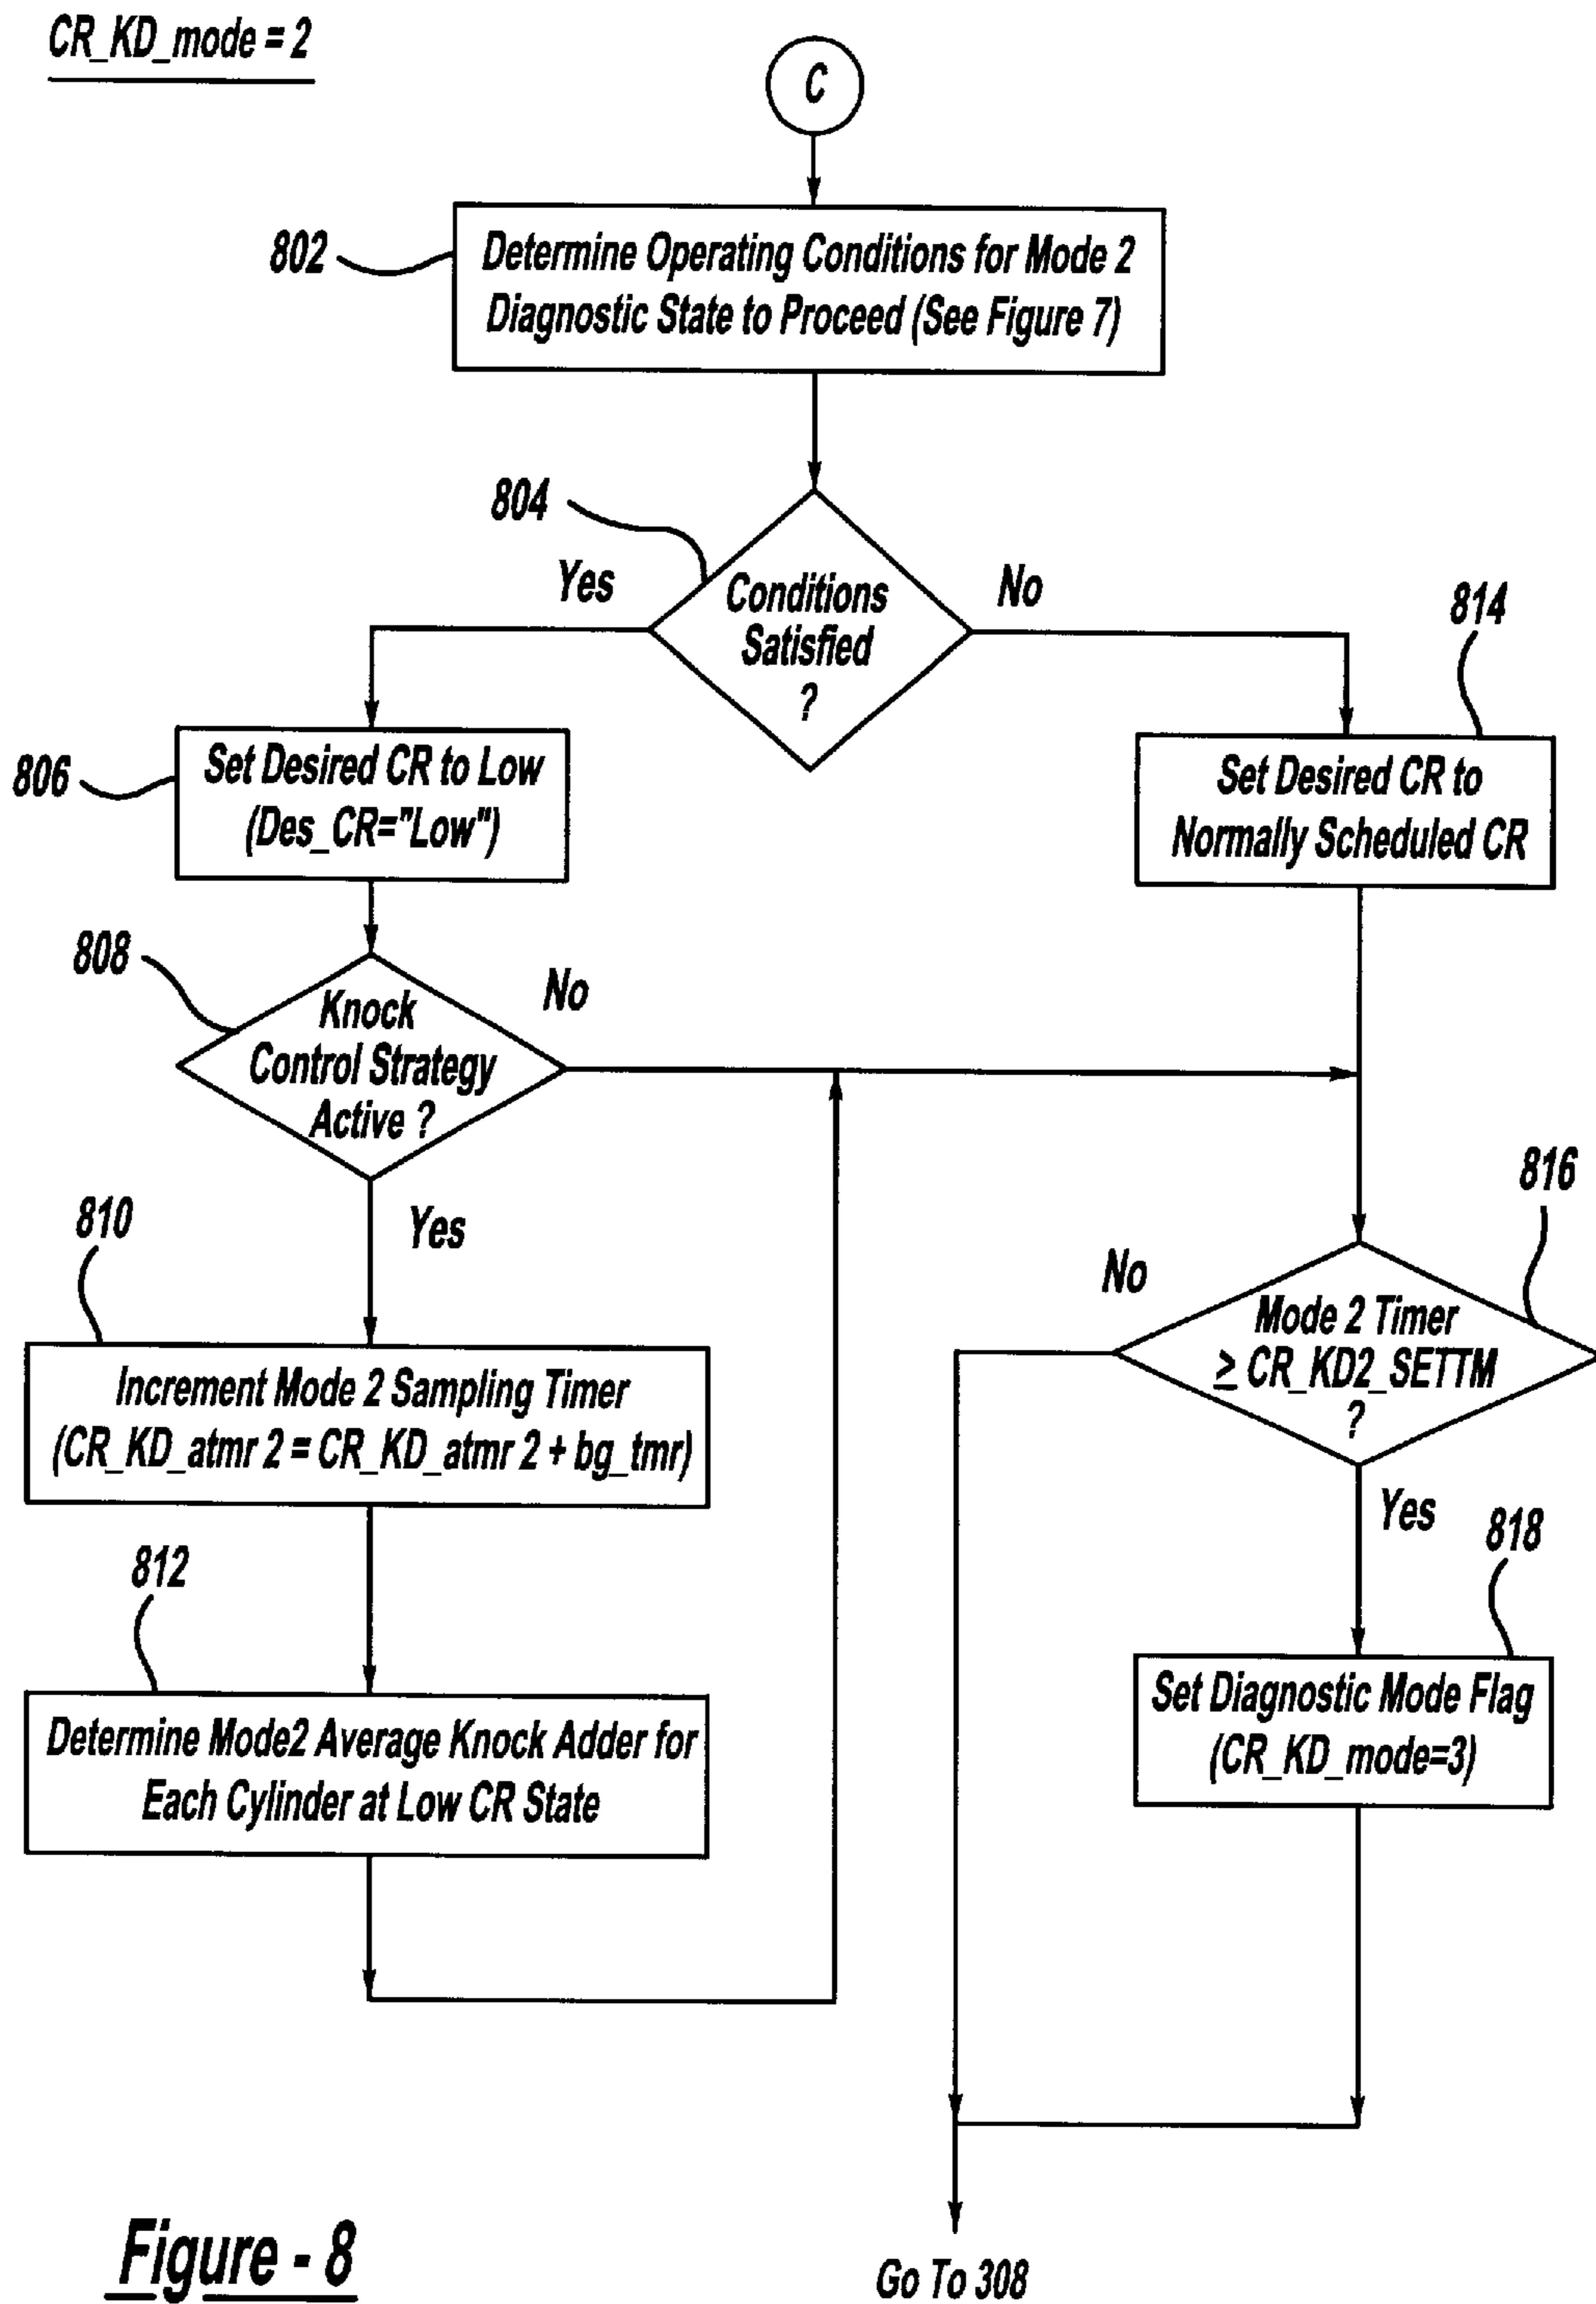 CR_KD_mode = 2
C
802
Determine Operating Conditions for Mode 2
Diagnostic State to Proceed (See Figure 7)
804
Yes
Conditions
Satisfied
?
No
814
806
Set Desired CR to Low
(Des_CR="Low")
Set Desired CR to
Normally Scheduled CR
808
Knock
Control Strategy
Active ?
No
Yes
816
810
No
Mode 2 Timer
≥ CR_KD2_SETTM
?
Increment Mode 2 Sampling Timer
(CR_KD_atmr 2 = CR_KD_atmr 2 + bg_tmr)
Yes
818
812
Determine Mode2 Average Knock Adder for
Each Cylinder at Low CR State
Set Diagnostic Mode Flag
(CR_KD_mode=3)
Figure - 8
Go To 308